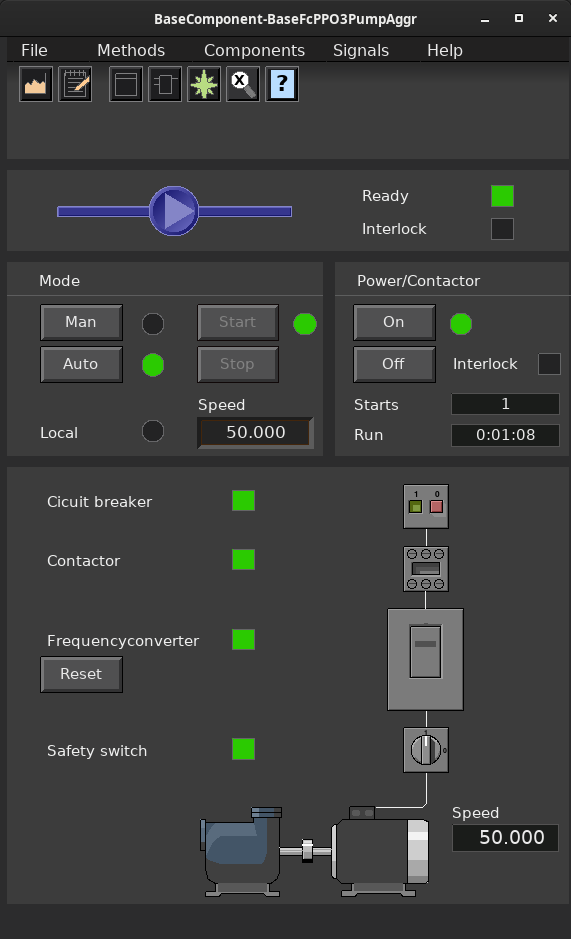 BaseComponent-BaseFcPPO3PumpAggr
File Methods Components Signals Help
X ?
Ready
Interlock
Mode
Power/Contactor
Man Start On
Auto Stop Off Interlock
Speed Starts 1
Local 50.000 Run 0:01:08
Cicuit breaker
1 0
Contactor
Frequencyconverter
Reset
Safety switch
1
0
Speed
50.000